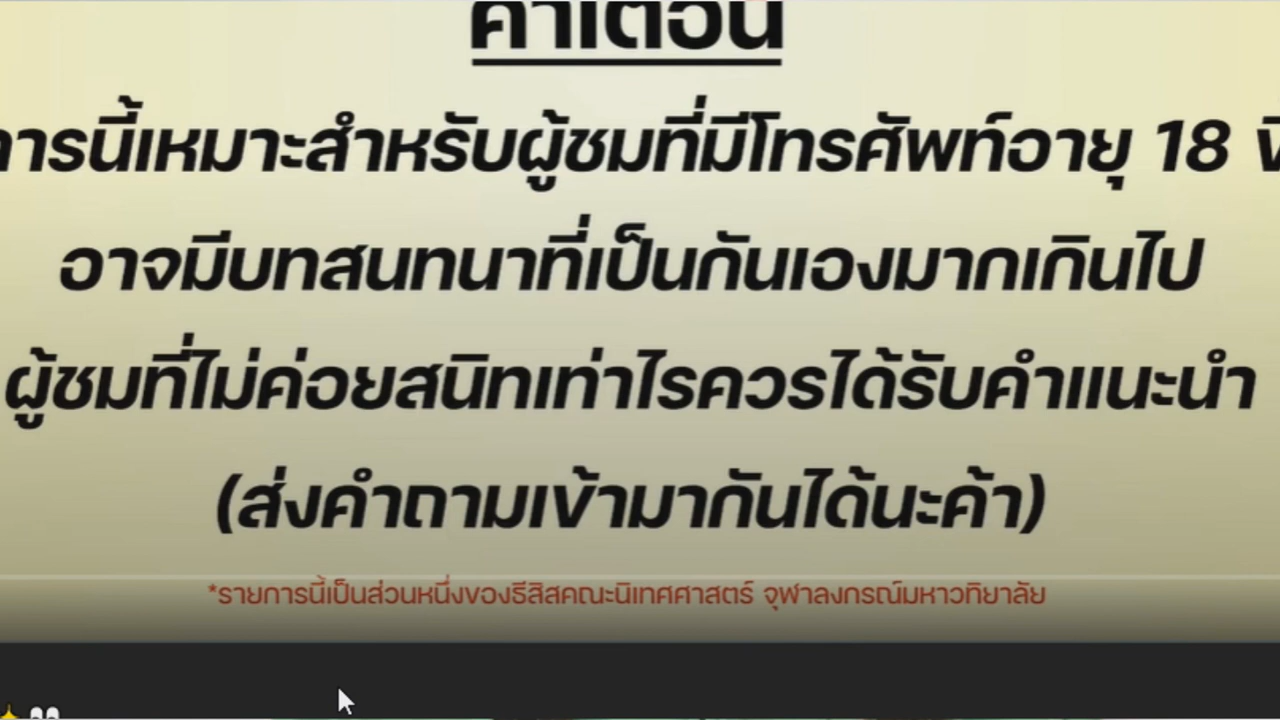 คำเตือน
การนี้เหมาะสำหรับผู้ชมที่มีโทรศัพท์อายุ 18
อาจมีบทสนทนาที่เป็นกันเองมากเกินไป
ผู้ชมที่ไม่ค่อยสนิทเท่าไรควรได้รับคำแนะนำ
(ส่งคำถามเข้ามากันได้นะค้า)
*รายการนี้เป็นส่วนหนึ่งของธีสิสคณะนิเทศศาสตร์ จุฬาลงกรณ์มหาวทิยาลัย